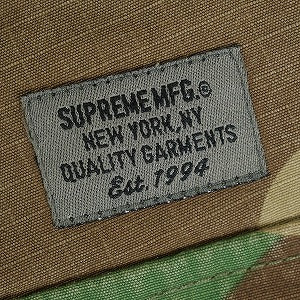 SUPREME MFG.®
NEW YORK, NY
QUALITY GARMENTS
Est 1994